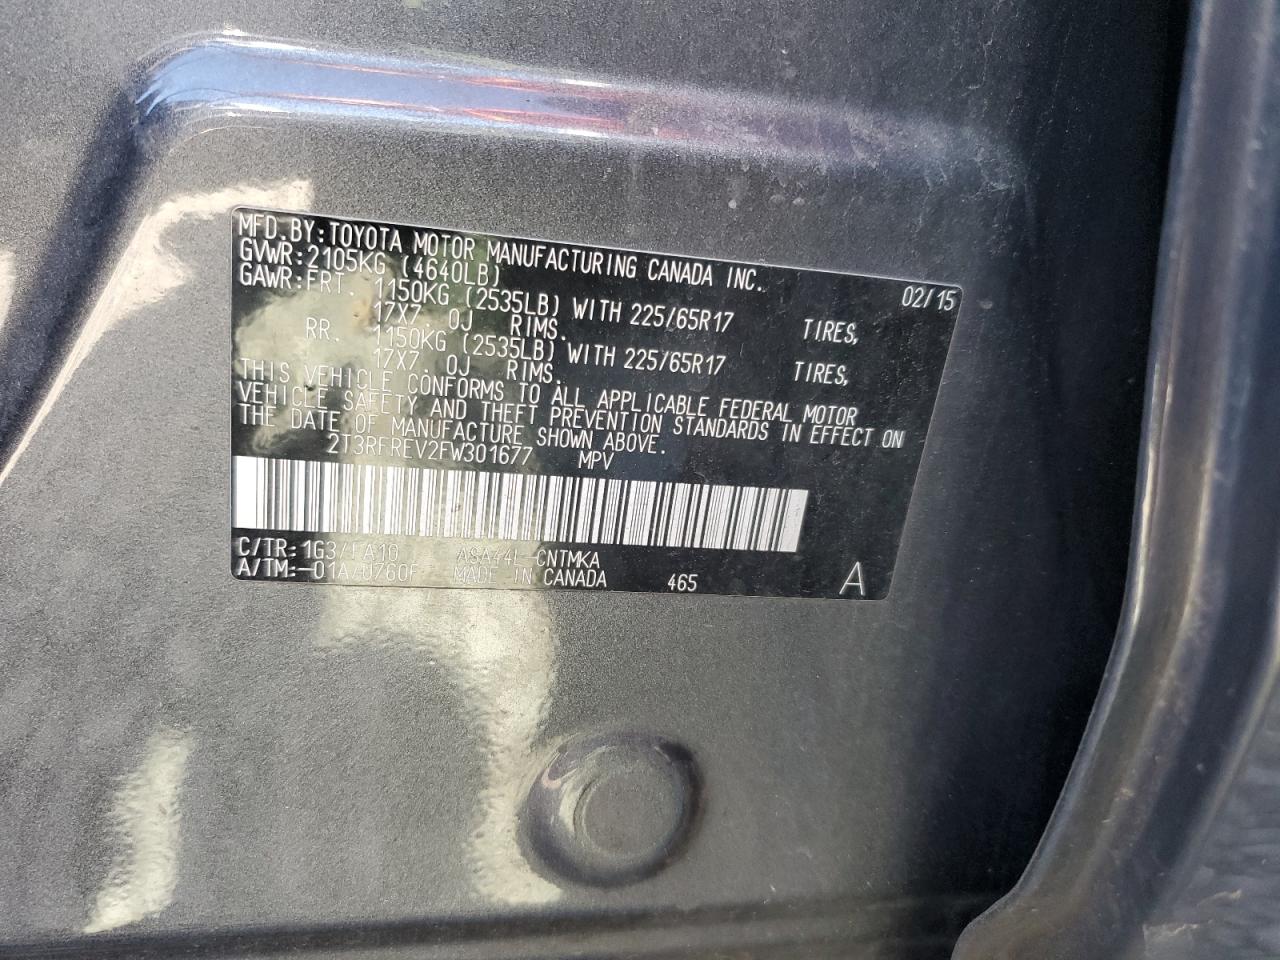 MFD.BY:TOYOTA MOTOR MANUFACTURING CANADA INC. 02/15
GVWR:2105KG (4640LB)
GAWR:FRT. 1150KG (2535LB) WITH 225/65R17 TIRES,
17X7.0J RIMS.
RR. 1150KG (2535LB) WITH 225/65R17 TIRES,
17X7.0J RIMS.
THIS VEHICLE CONFORMS TO ALL APPLICABLE FEDERAL MOTOR
VEHICLE SAFETY AND THEFT PREVENTION STANDARDS IN EFFECT ON
THE DATE OF MANUFACTURE SHOWN ABOVE.
2T3RFREV2FW301677 MPV
C/TR:1G3/FA10 ASA44L-CNTMKA
A/TM:-01A/U760F MADE IN CANADA 465 A